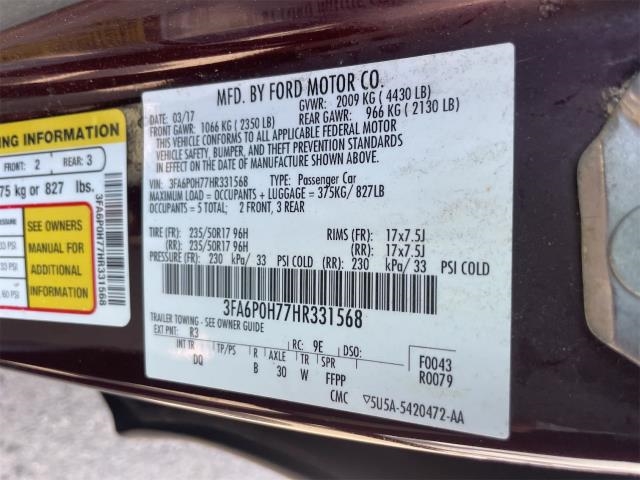 MFD. BY FORD MOTOR CO.
DATE: 03/17 GVWR: 2009 KG ( 4430 LB)
FRONT GAWR: 1066 KG ( 2350 LB) REAR GAWR: 966 KG ( 2130 LB)
THIS VEHICLE CONFORMS TO ALL APPLICABLE FEDERAL MOTOR
VEHICLE SAFETY, BUMPER, AND THEFT PREVENTION STANDARDS
IN EFFECT ON THE DATE OF MANUFACTURE SHOWN ABOVE.
VIN: 3FA6P0H77HR331568 TYPE: Passenger Car
MAXIMUM LOAD = OCCUPANTS + LUGGAGE = 375KG/ 827LB
OCCUPANTS = 5 TOTAL; 2 FRONT, 3 REAR
TIRE (FR): 235/50R17 96H RIMS (FR): 17x7.5J
(RR): 235/50R17 96H (RR): 17x7.5J
PRESSURE (FR): 230 kPa/ 33 PSI COLD (RR): 230 kPa/ 33 PSI COLD
3FA6P0H77HR331568
TRAILER TOWING - SEE OWNER GUIDE
EXT PNT: R3 RC: 9E DSO: F0043
INT TR TP/PS R AXLE TR SPR R0079
DQ B 30 W FFPP
CMC 5U5A-5420472-AA
ING INFORMATION
FRONT: 2 REAR: 3
75 kg or 827 lbs.
SEE OWNERS
MANUAL FOR
ADDITIONAL
INFORMATION
33 PSI
33 PSI
60 PSI
3FA6P0H77HR331568